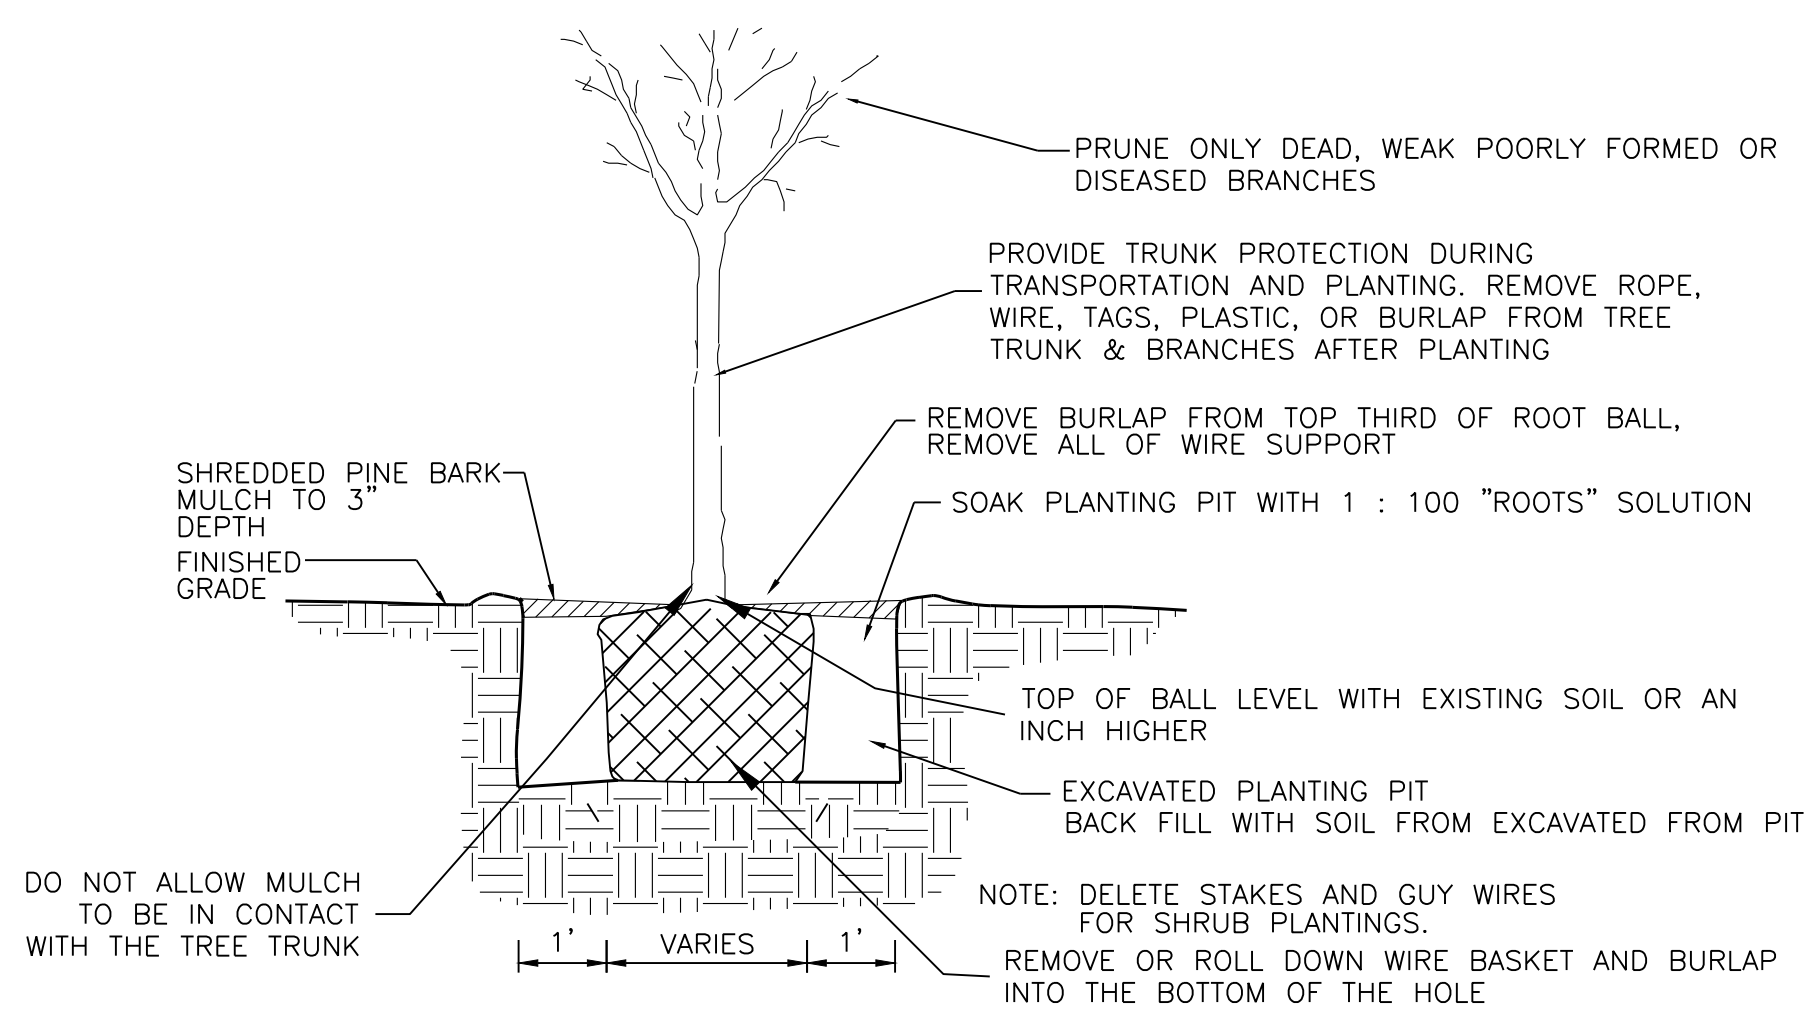 PRUNE ONLY DEAD, WEAK POORLY FORMED OR
DISEASED BRANCHES
PROVIDE TRUNK PROTECTION DURING
TRANSPORTATION AND PLANTING. REMOVE ROPE,
WIRE, TAGS, PLASTIC, OR BURLAP FROM TREE
TRUNK & BRANCHES AFTER PLANTING
REMOVE BURLAP FROM TOP THIRD OF ROOT BALL,
REMOVE ALL OF WIRE SUPPORT
SHREDDED PINE BARK
MULCH TO 3"
DEPTH
FINISHED
GRADE
SOAK PLANTING PIT WITH 1 : 100 "ROOTS" SOLUTION
TOP OF BALL LEVEL WITH EXISTING SOIL OR AN
INCH HIGHER
EXCAVATED PLANTING PIT
BACK FILL WITH SOIL FROM EXCAVATED FROM PIT
DO NOT ALLOW MULCH
TO BE IN CONTACT
WITH THE TREE TRUNK
NOTE: DELETE STAKES AND GUY WIRES
FOR SHRUB PLANTINGS.
1' VARIES 1'
REMOVE OR ROLL DOWN WIRE BASKET AND BURLAP
INTO THE BOTTOM OF THE HOLE